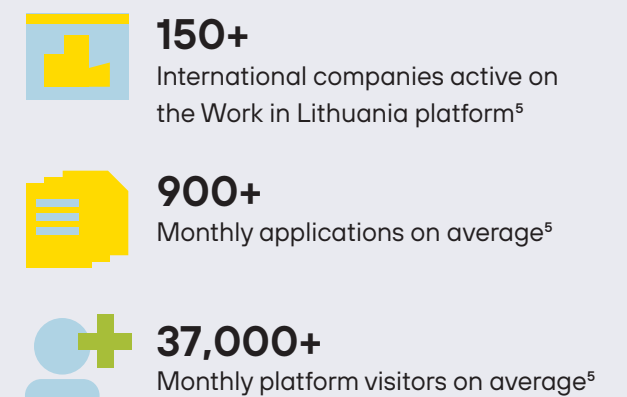 150+
International companies active on
the Work in Lithuania platform⁵
900+
Monthly applications on average⁵
37,000+
Monthly platform visitors on average⁵